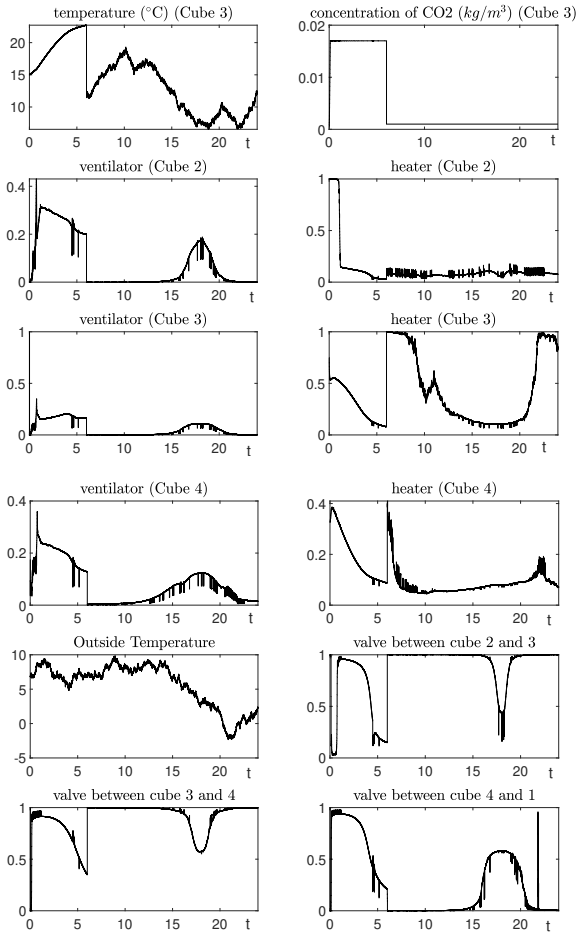 temperature (°C) (Cube 3)
20
15
10
0 5 10 15 20 t
concentration of CO2 (kg/m³) (Cube 3)
0.02
0.01
0
0 10 20 t
ventilator (Cube 2)
0.4
0.2
0
0 5 10 15 20 t
heater (Cube 2)
1
0.5
0
0 5 10 15 20 t
ventilator (Cube 3)
1
0.5
0
0 5 10 15 20 t
heater (Cube 3)
1
0.5
0
0 5 10 15 20 t
ventilator (Cube 4)
0.4
0.2
0
0 5 10 15 20 t
heater (Cube 4)
0.4
0.2
0 5 10 15 20 t
Outside Temperature
10
5
0
-5
0 5 10 15 20 t
valve between cube 2 and 3
1
0.5
0
0 5 10 15 20 t
valve between cube 3 and 4
1
0.5
0
0 5 10 15 20 t
valve between cube 4 and 1
1
0.5
0
0 5 10 15 20 t